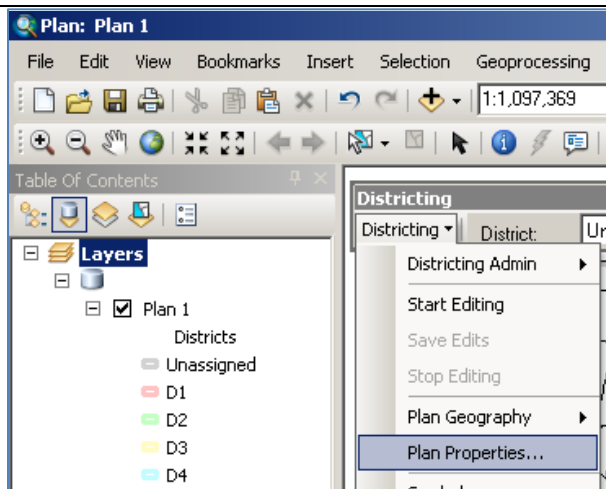 Plan: Plan 1
File Edit View Bookmarks Insert Selection Geoprocessing
1:1,097,369
Table Of Contents
Districting
Districting District:
Layers
Districting Admin
Plan 1
Start Editing
Districts
Save Edits
Unassigned
Stop Editing
D1
D2
Plan Geography
D3
Plan Properties...
D4